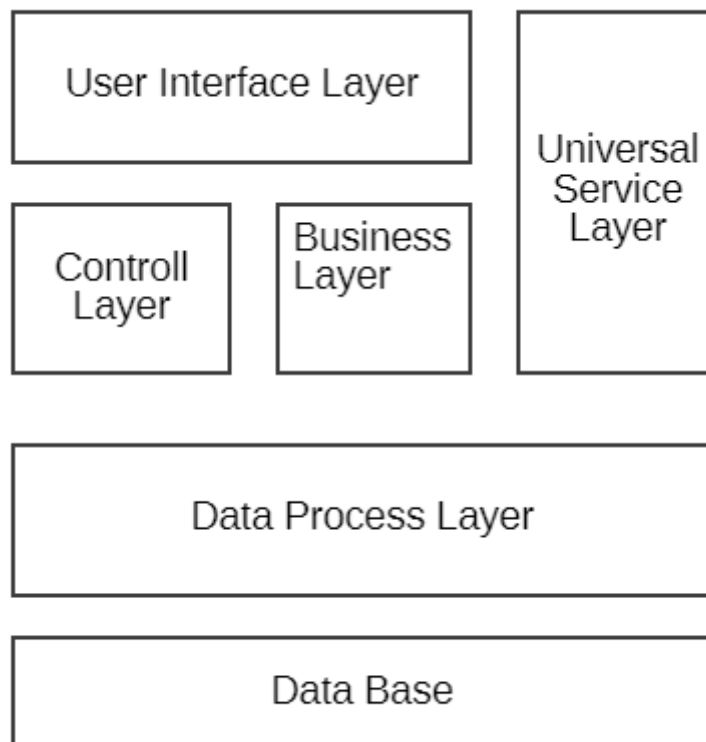 User Interface Layer
Universal
Service
Layer
Controll
Layer
Business
Layer
Data Process Layer
Data Base